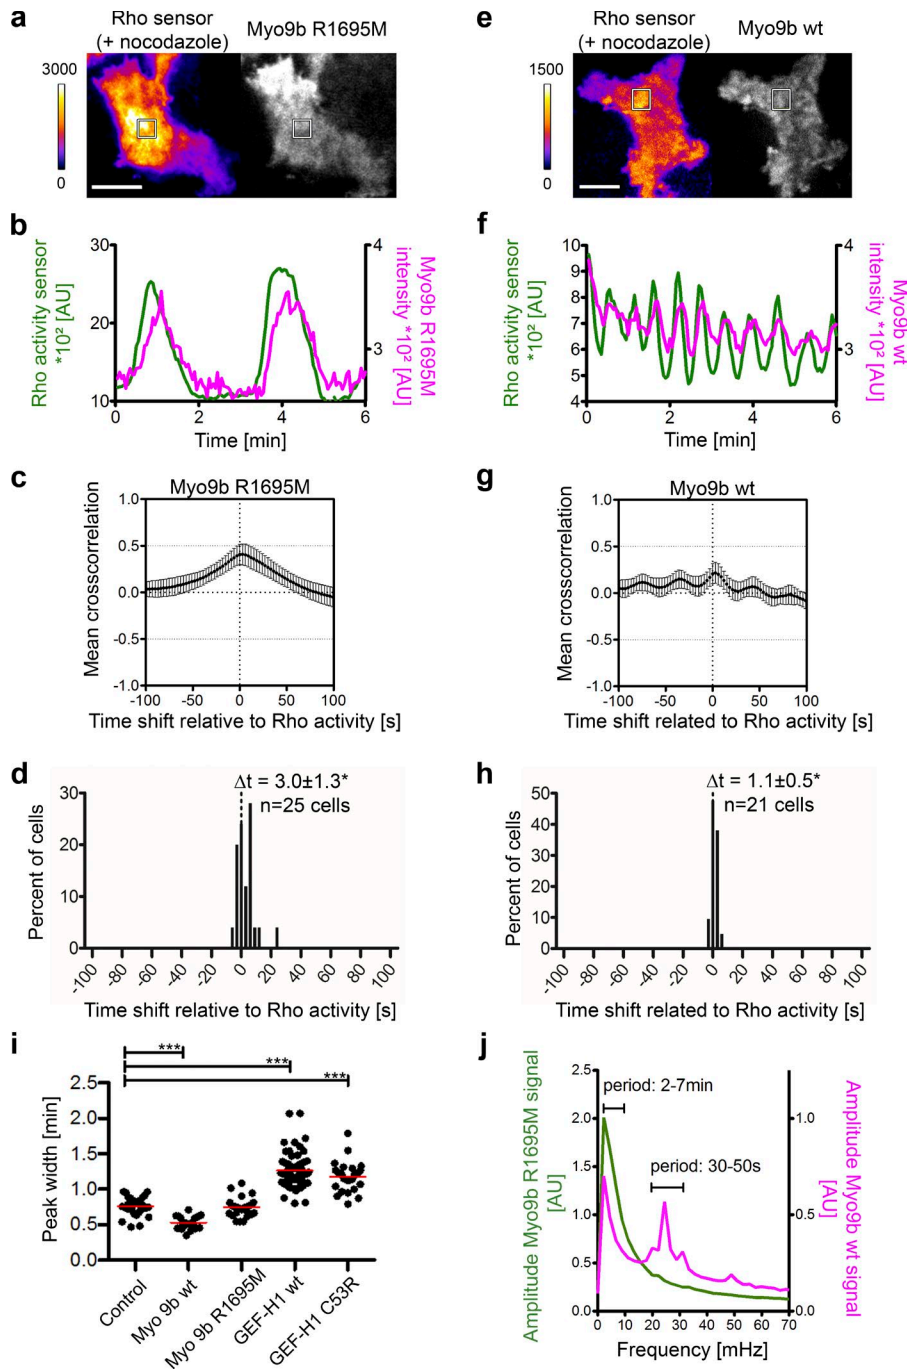 a
Rho sensor
(+ nocodazole)
Myo9b R1695M
3000
0
e
Rho sensor
(+ nocodazole)
Myo9b wt
1500
0
b
Rho activity sensor
*10² [AU]
30
20
10
4
3
Myo9b R1695M
intensity *10² [AU]
0 2 4 6
Time [min]
f
Rho activity sensor
*10² [AU]
10
9
8
7
6
5
4
4
3
Myo9b wt
intensity *10² [AU]
0 2 4 6
Time [min]
c
Myo9b R1695M
Mean crosscorrelation
1.0
0.5
0.0
-0.5
-1.0
-100 -50 0 50 100
Time shift relative to Rho activity [s]
g
Myo9b wt
Mean crosscorrelation
1.0
0.5
0.0
-0.5
-1.0
-100 -50 0 50 100
Time shift related to Rho activity [s]
d
Δt = 3.0±1.3*
n=25 cells
Percent of cells
30
20
10
0
-100 -80 -60 -40 -20 0 20 40 60 80 100
Time shift relative to Rho activity [s]
h
Δt = 1.1±0.5*
n=21 cells
Percent of cells
50
40
30
20
10
0
-100 -80 -60 -40 -20 0 20 40 60 80 100
Time shift related to Rho activity [s]
i
***
***
***
Peak width [min]
2.5
2.0
1.5
1.0
0.5
0.0
Control
Myo 9b wt
Myo 9b R1695M
GEF-H1 wt
GEF-H1 C53R
j
Amplitude Myo9b R1695M signal
[AU]
2.5
2.0
1.5
1.0
0.5
0.0
period: 2-7min
period: 30-50s
1.0
0.5
0.0
Amplitude Myo9b wt signal
[AU]
0 10 20 30 40 50 60 70
Frequency [mHz]